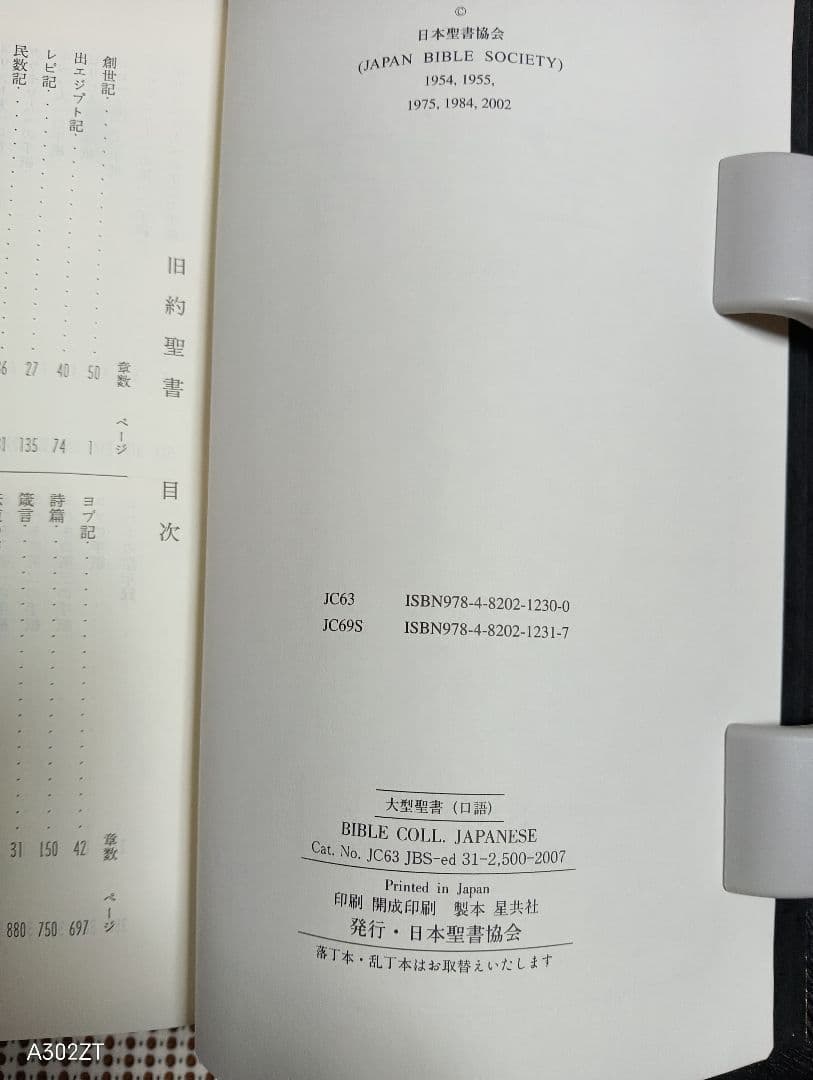 ©
日本聖書協会
(JAPAN BIBLE SOCIETY)
1954, 1955,
1975, 1984, 2002
JC63 ISBN978-4-8202-1230-0
JC69S ISBN978-4-8202-1231-7
大型聖書（口語）
BIBLE COLL. JAPANESE
Cat. No. JC63 JBS-ed 31-2,500-2007
Printed in Japan
印刷 開成印刷 製本 星共社
発行・日本聖書協会
落丁本・乱丁本はお取替えいたします
旧約聖書 目次
章数 ページ
創世記 50 1
出エジプト記 40 74
レビ記 27 135
民数記
章数 ページ
ヨブ記 42 697
詩篇 150 750
箴言 31 880
A302ZT